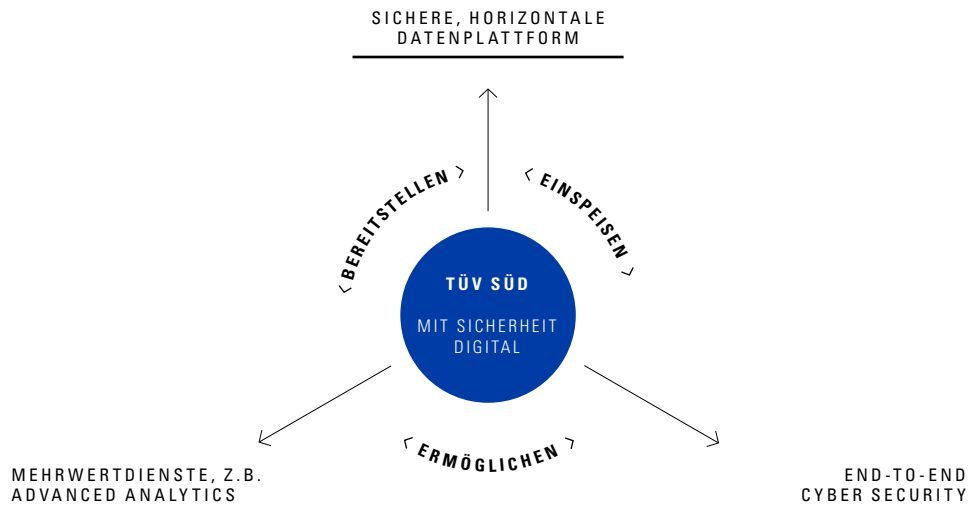 SICHERE, HORIZONTALE
DATENPLATTFORM
< BEREITSTELLEN >
< EINSPEISEN >
TÜV SÜD
MIT SICHERHEIT
DIGITAL
< ERMÖGLICHEN >
MEHRWERTDIENSTE, Z.B.
ADVANCED ANALYTICS
END-TO-END
CYBER SECURITY